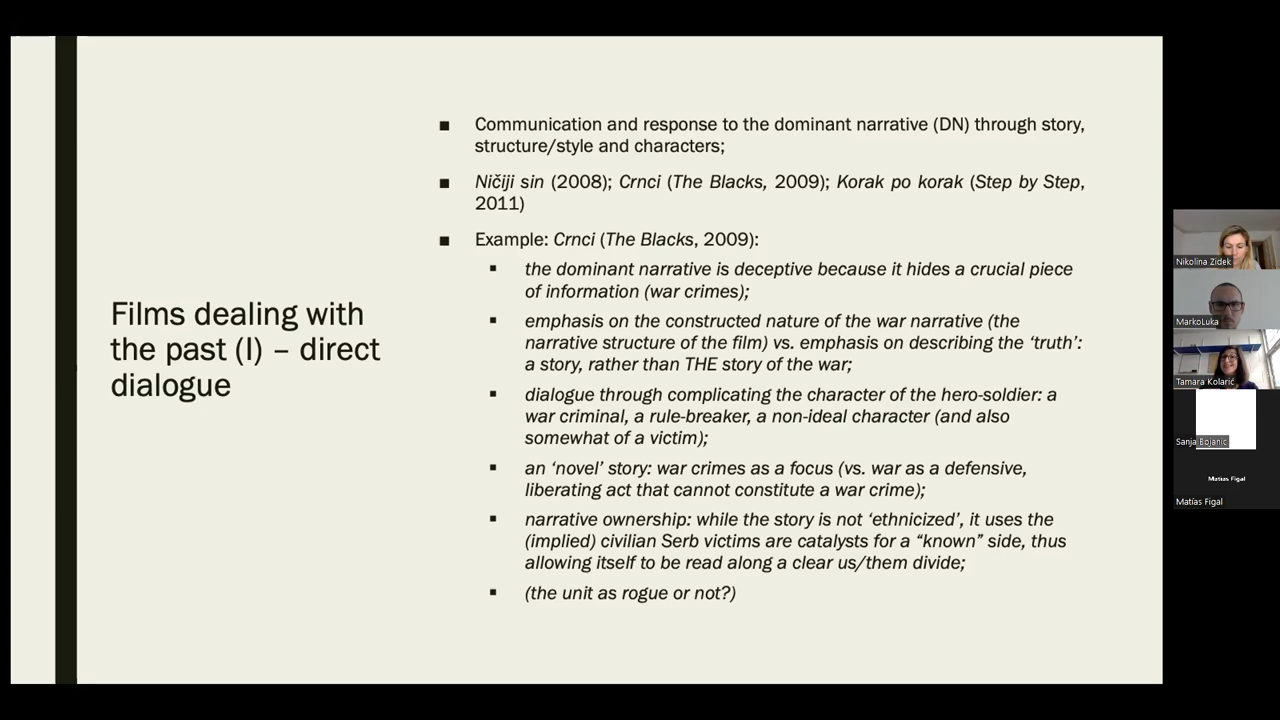 Films dealing with
the past (I) – direct
dialogue
■ Communication and response to the dominant narrative (DN) through story,
structure/style and characters;
■ Ničiji sin (2008); Crnci (The Blacks, 2009); Korak po korak (Step by Step,
2011)
■ Example: Crnci (The Blacks, 2009):
▪ the dominant narrative is deceptive because it hides a crucial piece
of information (war crimes);
▪ emphasis on the constructed nature of the war narrative (the
narrative structure of the film) vs. emphasis on describing the ‘truth’:
a story, rather than THE story of the war;
▪ dialogue through complicating the character of the hero-soldier: a
war criminal, a rule-breaker, a non-ideal character (and also
somewhat of a victim);
▪ an ‘novel’ story: war crimes as a focus (vs. war as a defensive,
liberating act that cannot constitute a war crime);
▪ narrative ownership: while the story is not ‘ethnicized’, it uses the
(implied) civilian Serb victims are catalysts for a “known” side, thus
allowing itself to be read along a clear us/them divide;
▪ (the unit as rogue or not?)
Nikolina Zidek
MarkoLuka
Tamara Kolarić
Sanja Bojanic
Matias Figal
Matías Figal